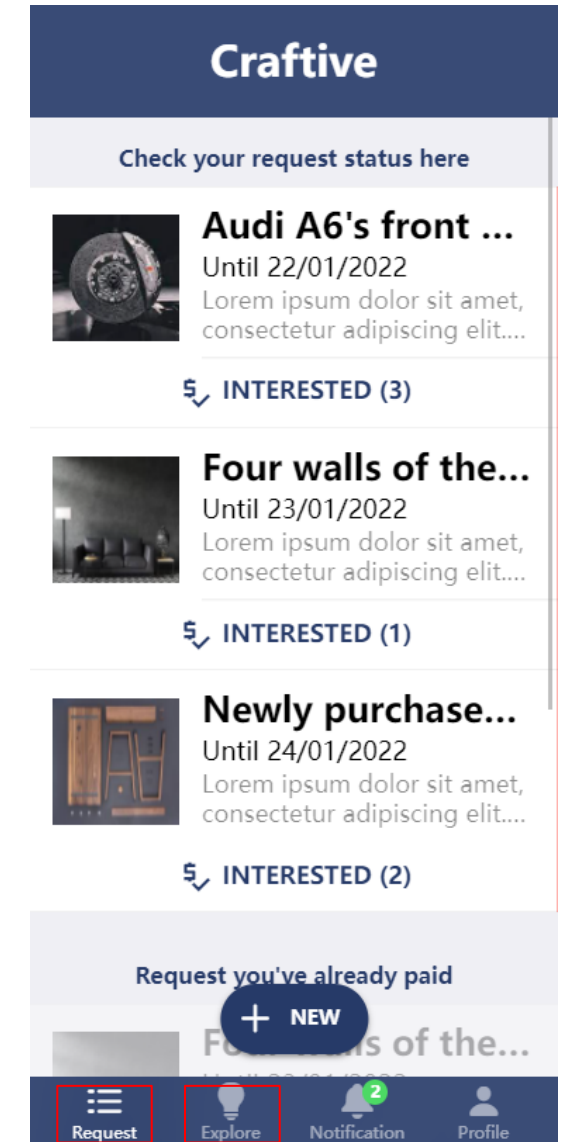 Craftive
Check your request status here
Audi A6's front ...
Until 22/01/2022
Lorem ipsum dolor sit amet,
consectetur adipiscing elit....
INTERESTED (3)
Four walls of the...
Until 23/01/2022
Lorem ipsum dolor sit amet,
consectetur adipiscing elit....
INTERESTED (1)
Newly purchase...
Until 24/01/2022
Lorem ipsum dolor sit amet,
consectetur adipiscing elit....
INTERESTED (2)
Request you've already paid
+ NEW
of the...
2
Request Explore Notification Profile